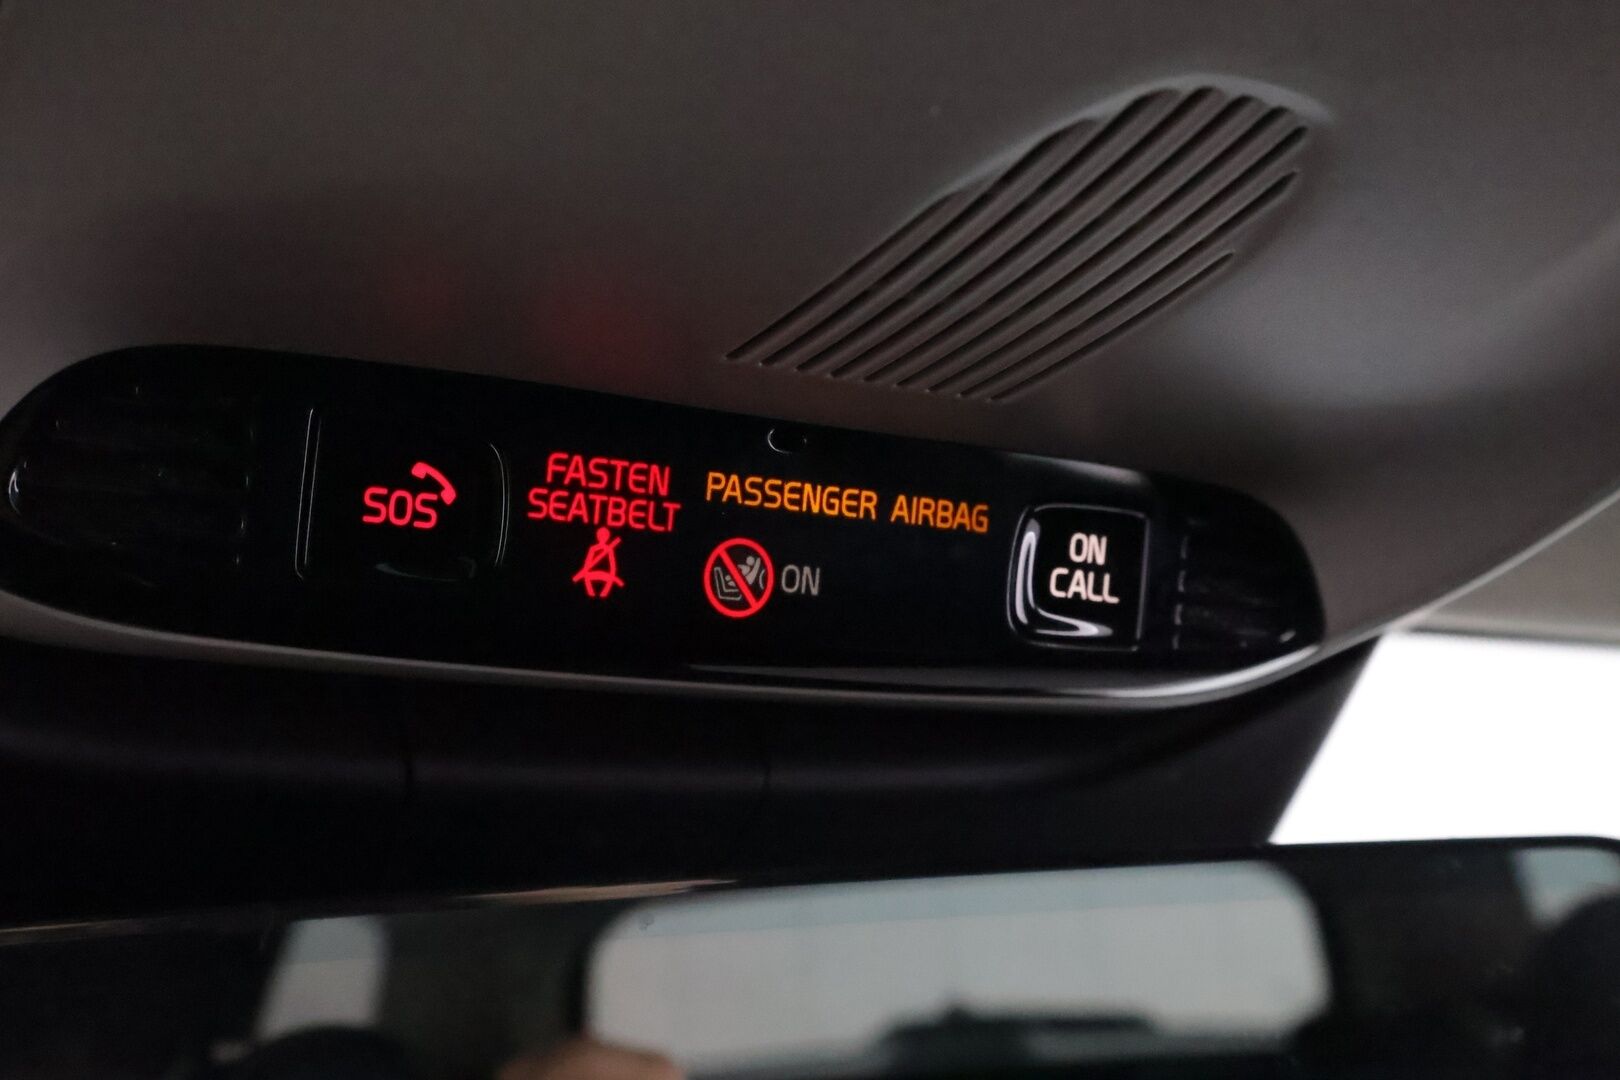 SOS
FASTEN
SEATBELT
PASSENGER AIRBAG
ON
ON
CALL